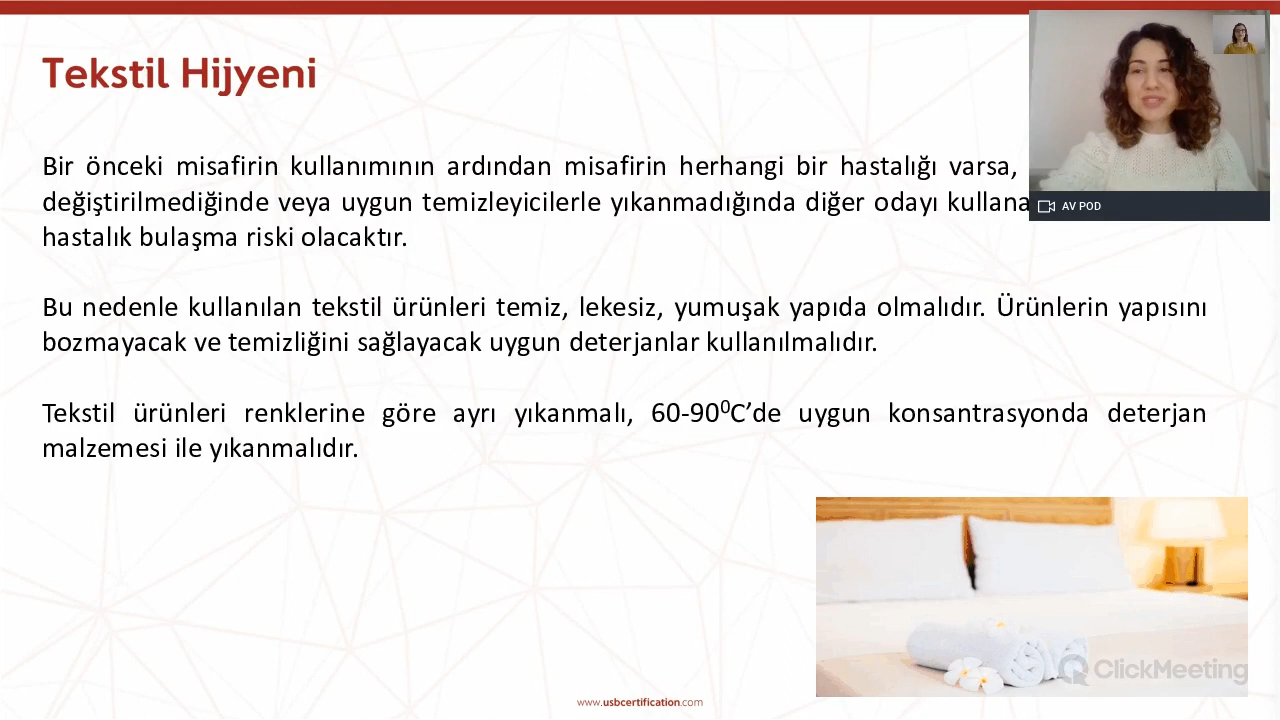 Tekstil Hijyeni
Bir önceki misafirin kullanımının ardından misafirin herhangi bir hastalığı varsa,
değiştirilmediğinde veya uygun temizleyicilerle yıkanmadığında diğer odayı
hastalık bulaşma riski olacaktır.
Bu nedenle kullanılan tekstil ürünleri temiz, lekesiz, yumuşak yapıda olmalıdır. Ürünlerin yapısını
bozmayacak ve temizliğini sağlayacak uygun deterjanlar kullanılmalıdır.
Tekstil ürünleri renklerine göre ayrı yıkanmalı, 60-90⁰C’de uygun konsantrasyonda deterjan
malzemesi ile yıkanmalıdır.
AV POD
ClickMeeting
www.usbcertification.com